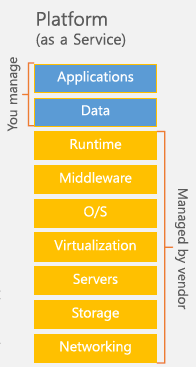 Platform
(as a Service)
You manage
Applications
Data
Runtime
Middleware
O/S
Virtualization
Servers
Storage
Networking
Managed by vendor